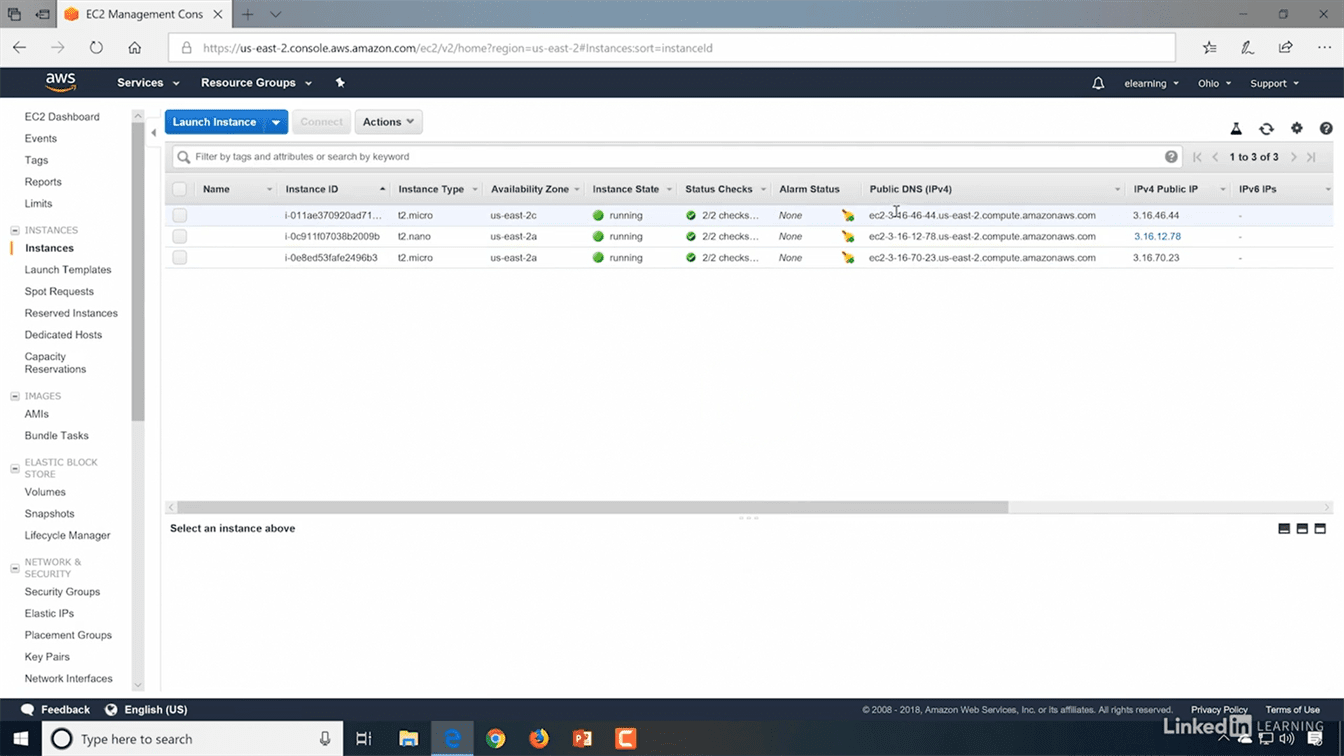 EC2 Management Cons
https://us-east-2.console.aws.amazon.com/ec2/v2/home?region=us-east-2#Instances:sort=instanceId
aws Services Resource Groups elearning Ohio Support
EC2 Dashboard
Events
Tags
Reports
Limits
INSTANCES
Instances
Launch Templates
Spot Requests
Reserved Instances
Dedicated Hosts
Capacity
Reservations
IMAGES
AMIs
Bundle Tasks
ELASTIC BLOCK
STORE
Volumes
Snapshots
Lifecycle Manager
NETWORK &
SECURITY
Security Groups
Elastic IPs
Placement Groups
Key Pairs
Network Interfaces
Launch Instance Connect Actions
Filter by tags and attributes or search by keyword 1 to 3 of 3
Name Instance ID Instance Type Availability Zone Instance State Status Checks Alarm Status Public DNS (IPv4) IPv4 Public IP IPv6 IPs
i-011ae370920ad71... t2.micro us-east-2c running 2/2 checks... None ec2-3-16-46-44.us-east-2.compute.amazonaws.com 3.16.46.44 -
i-0c911f07038b2009b t2.nano us-east-2a running 2/2 checks... None ec2-3-16-12-78.us-east-2.compute.amazonaws.com 3.16.12.78 -
i-0e8ed53fafe2496b3 t2.micro us-east-2a running 2/2 checks... None ec2-3-16-70-23.us-east-2.compute.amazonaws.com 3.16.70.23 -
Select an instance above
Feedback English (US) © 2008 - 2018, Amazon Web Services, Inc. or its affiliates. All rights reserved. Privacy Policy Terms of Use
Type here to search
LinkedIn LEARNING